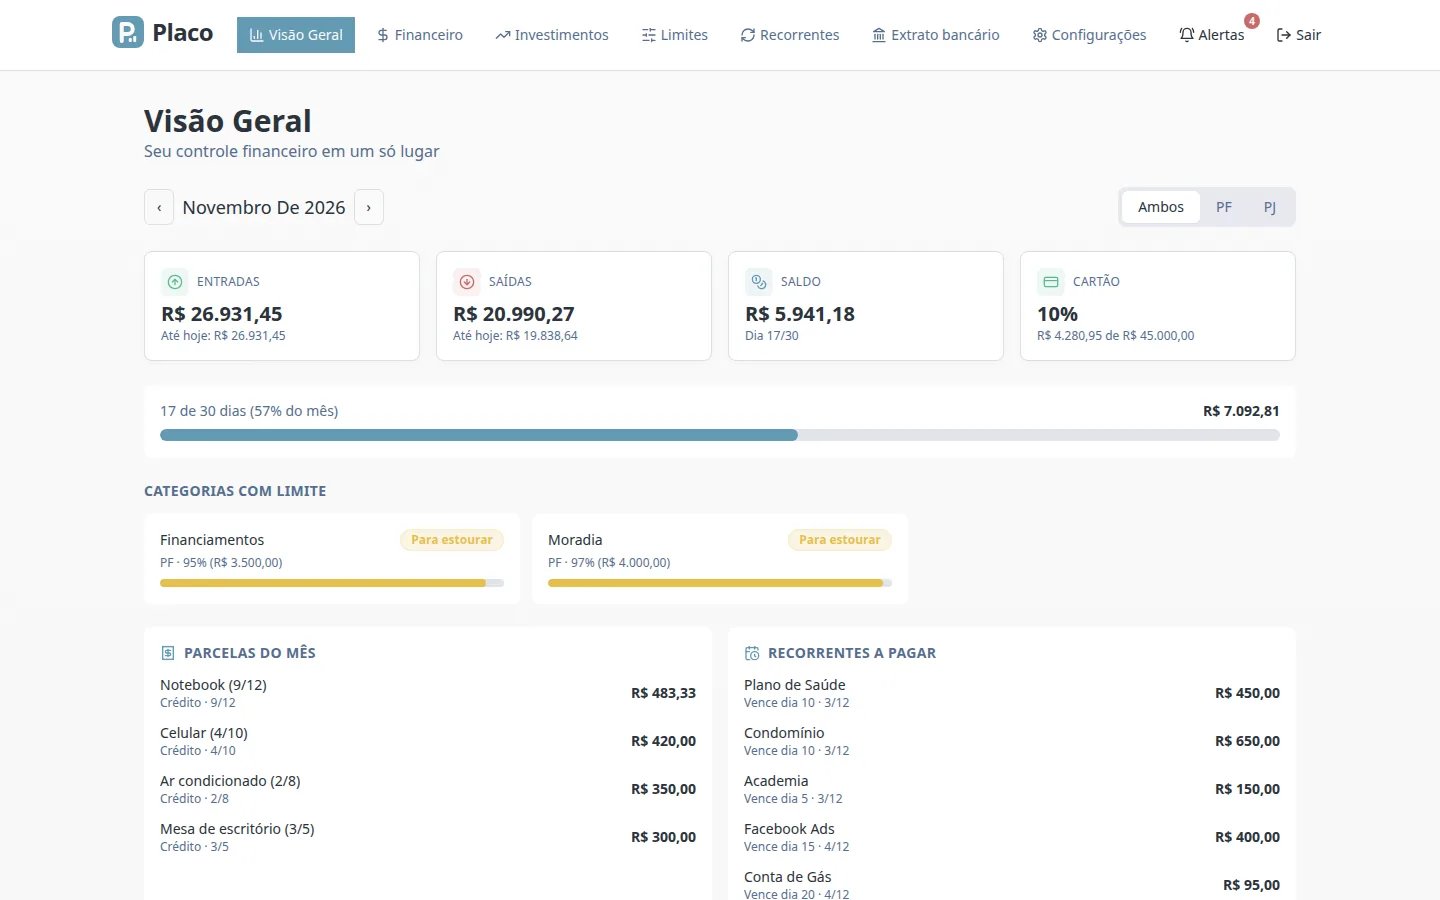 Placo
Visão Geral
Financeiro
Investimentos
Limites
Recorrentes
Extrato bancário
Configurações
Alertas
4
Sair
Visão Geral
Seu controle financeiro em um só lugar
‹
Novembro De 2026
›
Ambos
PF
PJ
ENTRADAS
R$ 26.931,45
Até hoje: R$ 26.931,45
SAÍDAS
R$ 20.990,27
Até hoje: R$ 19.838,64
SALDO
R$ 5.941,18
Dia 17/30
CARTÃO
10%
R$ 4.280,95 de R$ 45.000,00
17 de 30 dias (57% do mês)
R$ 7.092,81
CATEGORIAS COM LIMITE
Financiamentos
Para estourar
PF · 95% (R$ 3.500,00)
Moradia
Para estourar
PF · 97% (R$ 4.000,00)
PARCELAS DO MÊS
Notebook (9/12)
Crédito · 9/12
R$ 483,33
Celular (4/10)
Crédito · 4/10
R$ 420,00
Ar condicionado (2/8)
Crédito · 2/8
R$ 350,00
Mesa de escritório (3/5)
Crédito · 3/5
R$ 300,00
RECORRENTES A PAGAR
Plano de Saúde
Vence dia 10 · 3/12
R$ 450,00
Condomínio
Vence dia 10 · 3/12
R$ 650,00
Academia
Vence dia 5 · 3/12
R$ 150,00
Facebook Ads
Vence dia 15 · 4/12
R$ 400,00
Conta de Gás
Vence dia 20 · 4/12
R$ 95,00